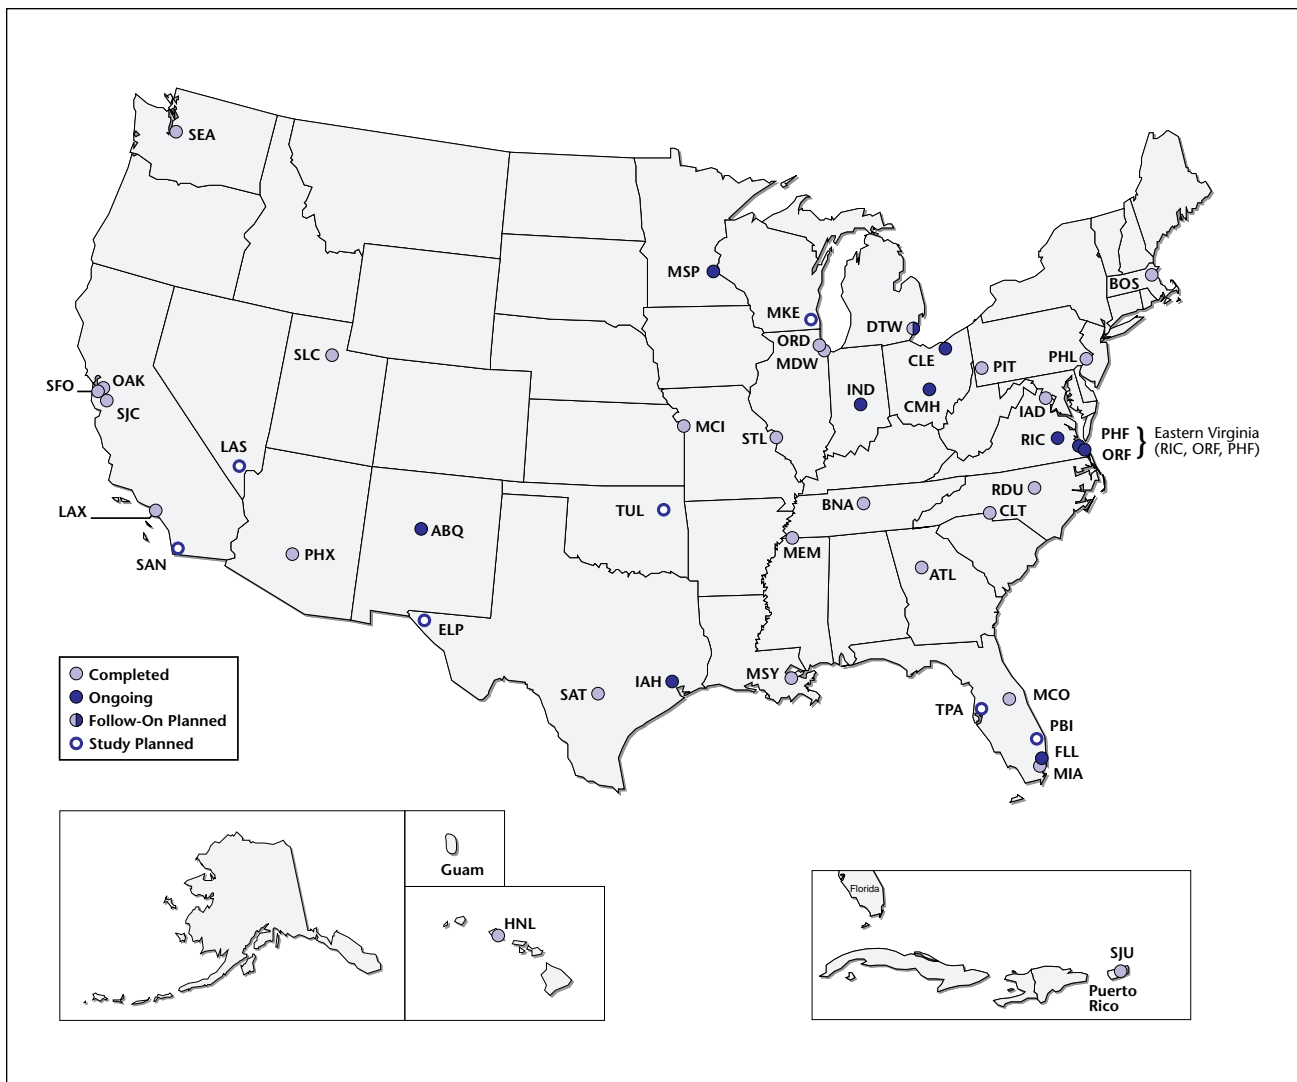 SEA
MSP
BOS
MKE
DTW
ORD
MDW
SLC
CLE
PIT
PHL
SFO
OAK
SJC
IND
CMH
IAD
MCI
STL
RIC
PHF
ORF
} Eastern Virginia
(RIC, ORF, PHF)
LAS
LAX
TUL
BNA
RDU
CLT
ABQ
SAN
PHX
MEM
ATL
ELP
Completed
Ongoing
Follow-On Planned
Study Planned
SAT
IAH
MSY
MCO
TPA
PBI
FLL
MIA
Guam
HNL
Florida
SJU
Puerto
Rico